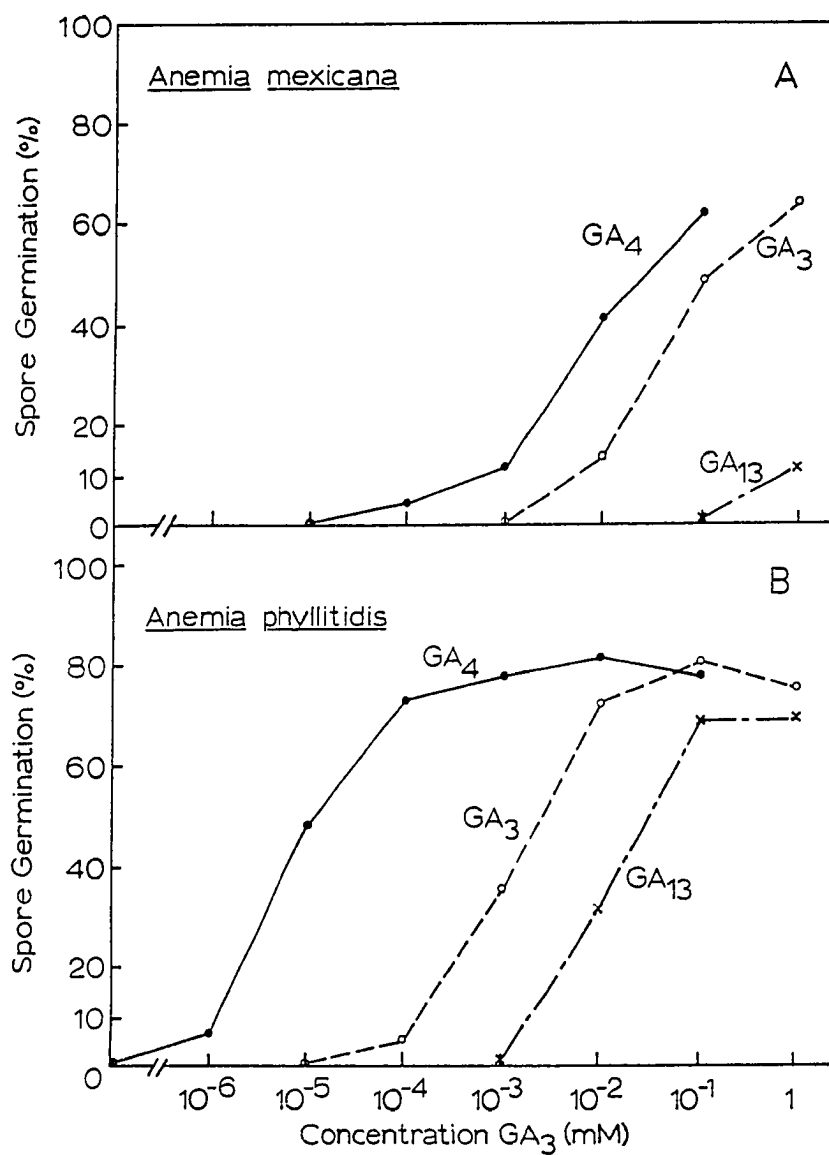 100
80
60
40
20
10
0
Spore Germination (%)
Anemia mexicana
A
GA4
GA3
GA13
100
80
60
40
20
10
0
Spore Germination (%)
Anemia phyllitidis
B
GA4
GA3
GA13
10-6 10-5 10-4 10-3 10-2 10-1 1
Concentration GA3 (mM)